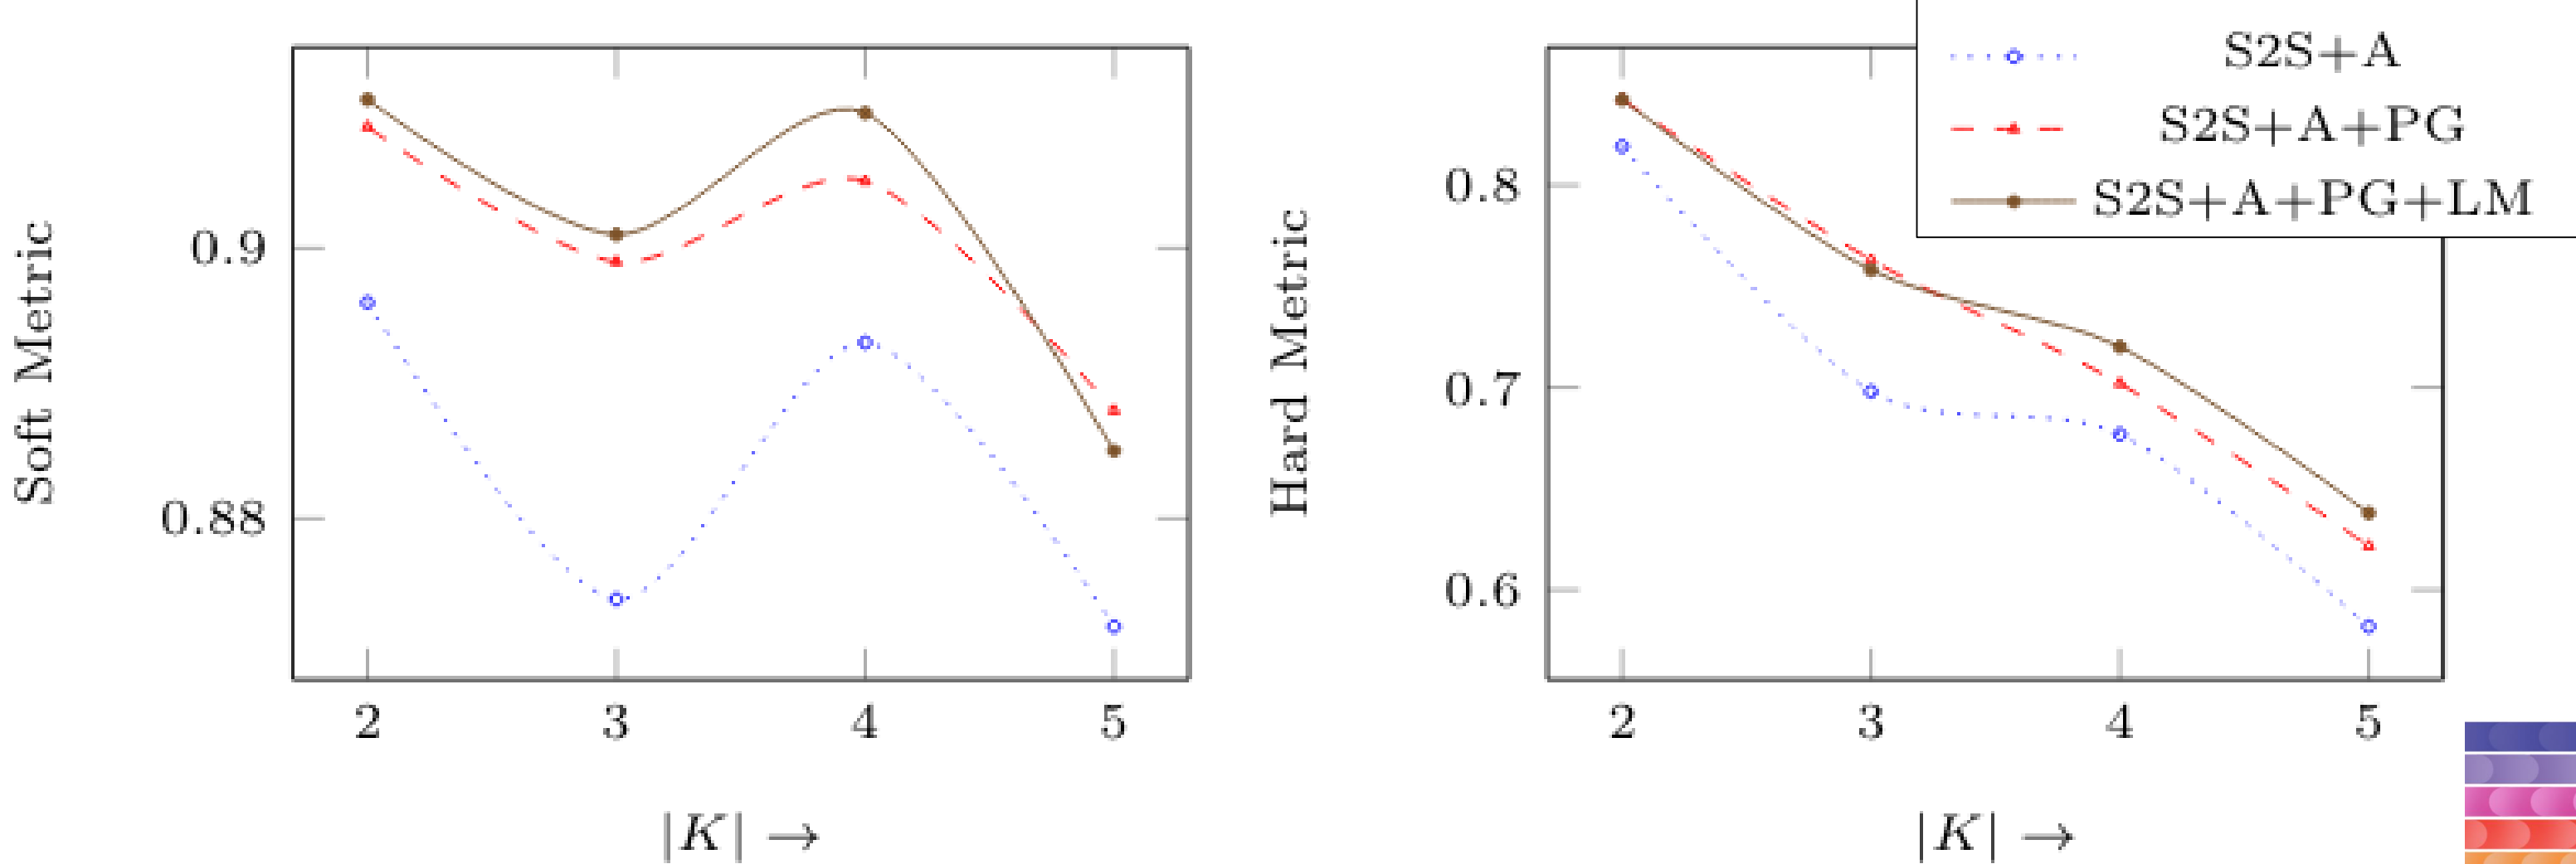 Soft Metric
0.9
0.88
2 3 4 5
|K| →
Hard Metric
0.8
0.7
0.6
2 3 4 5
|K| →
S2S+A
S2S+A+PG
S2S+A+PG+LM